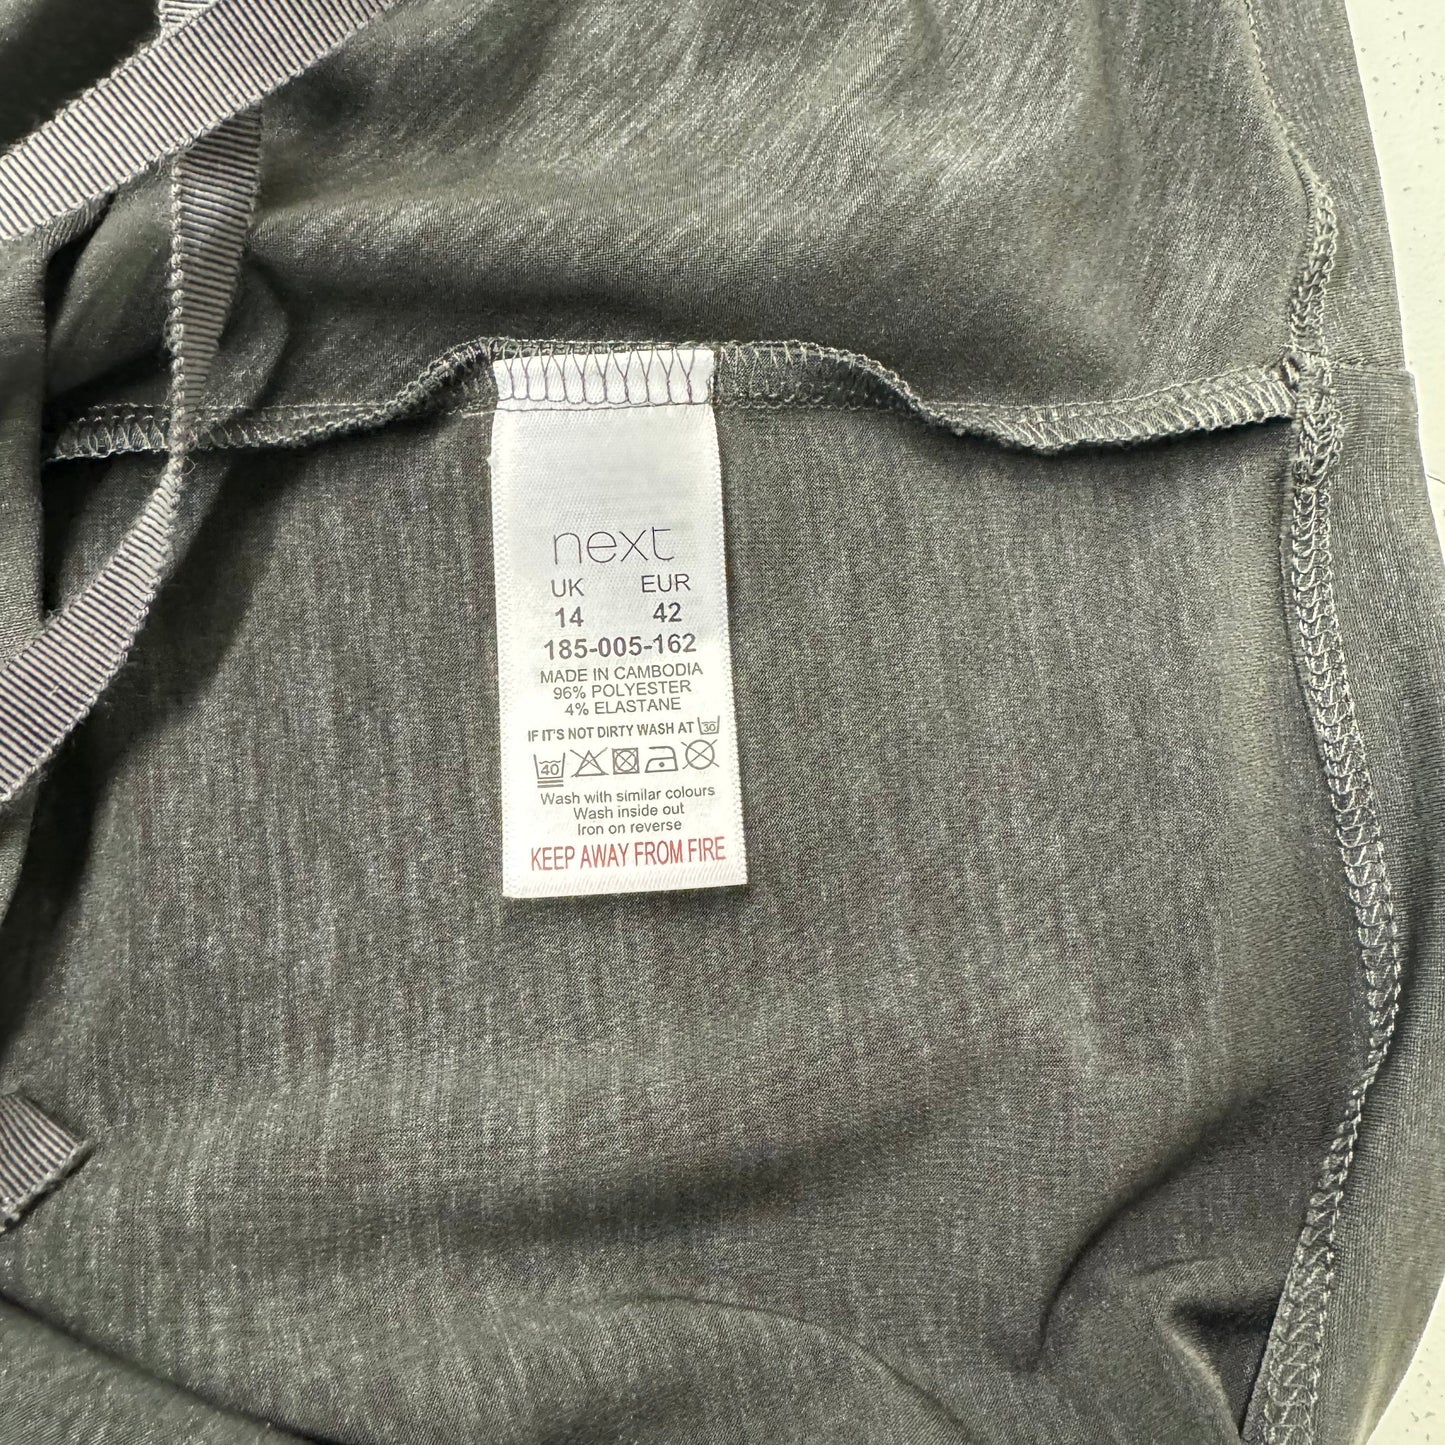 next
UK EUR
14 42
185-005-162
MADE IN CAMBODIA
96% POLYESTER
4% ELASTANE
IF IT'S NOT DIRTY WASH AT 30
40
Wash with similar colours
Wash inside out
Iron on reverse
KEEP AWAY FROM FIRE